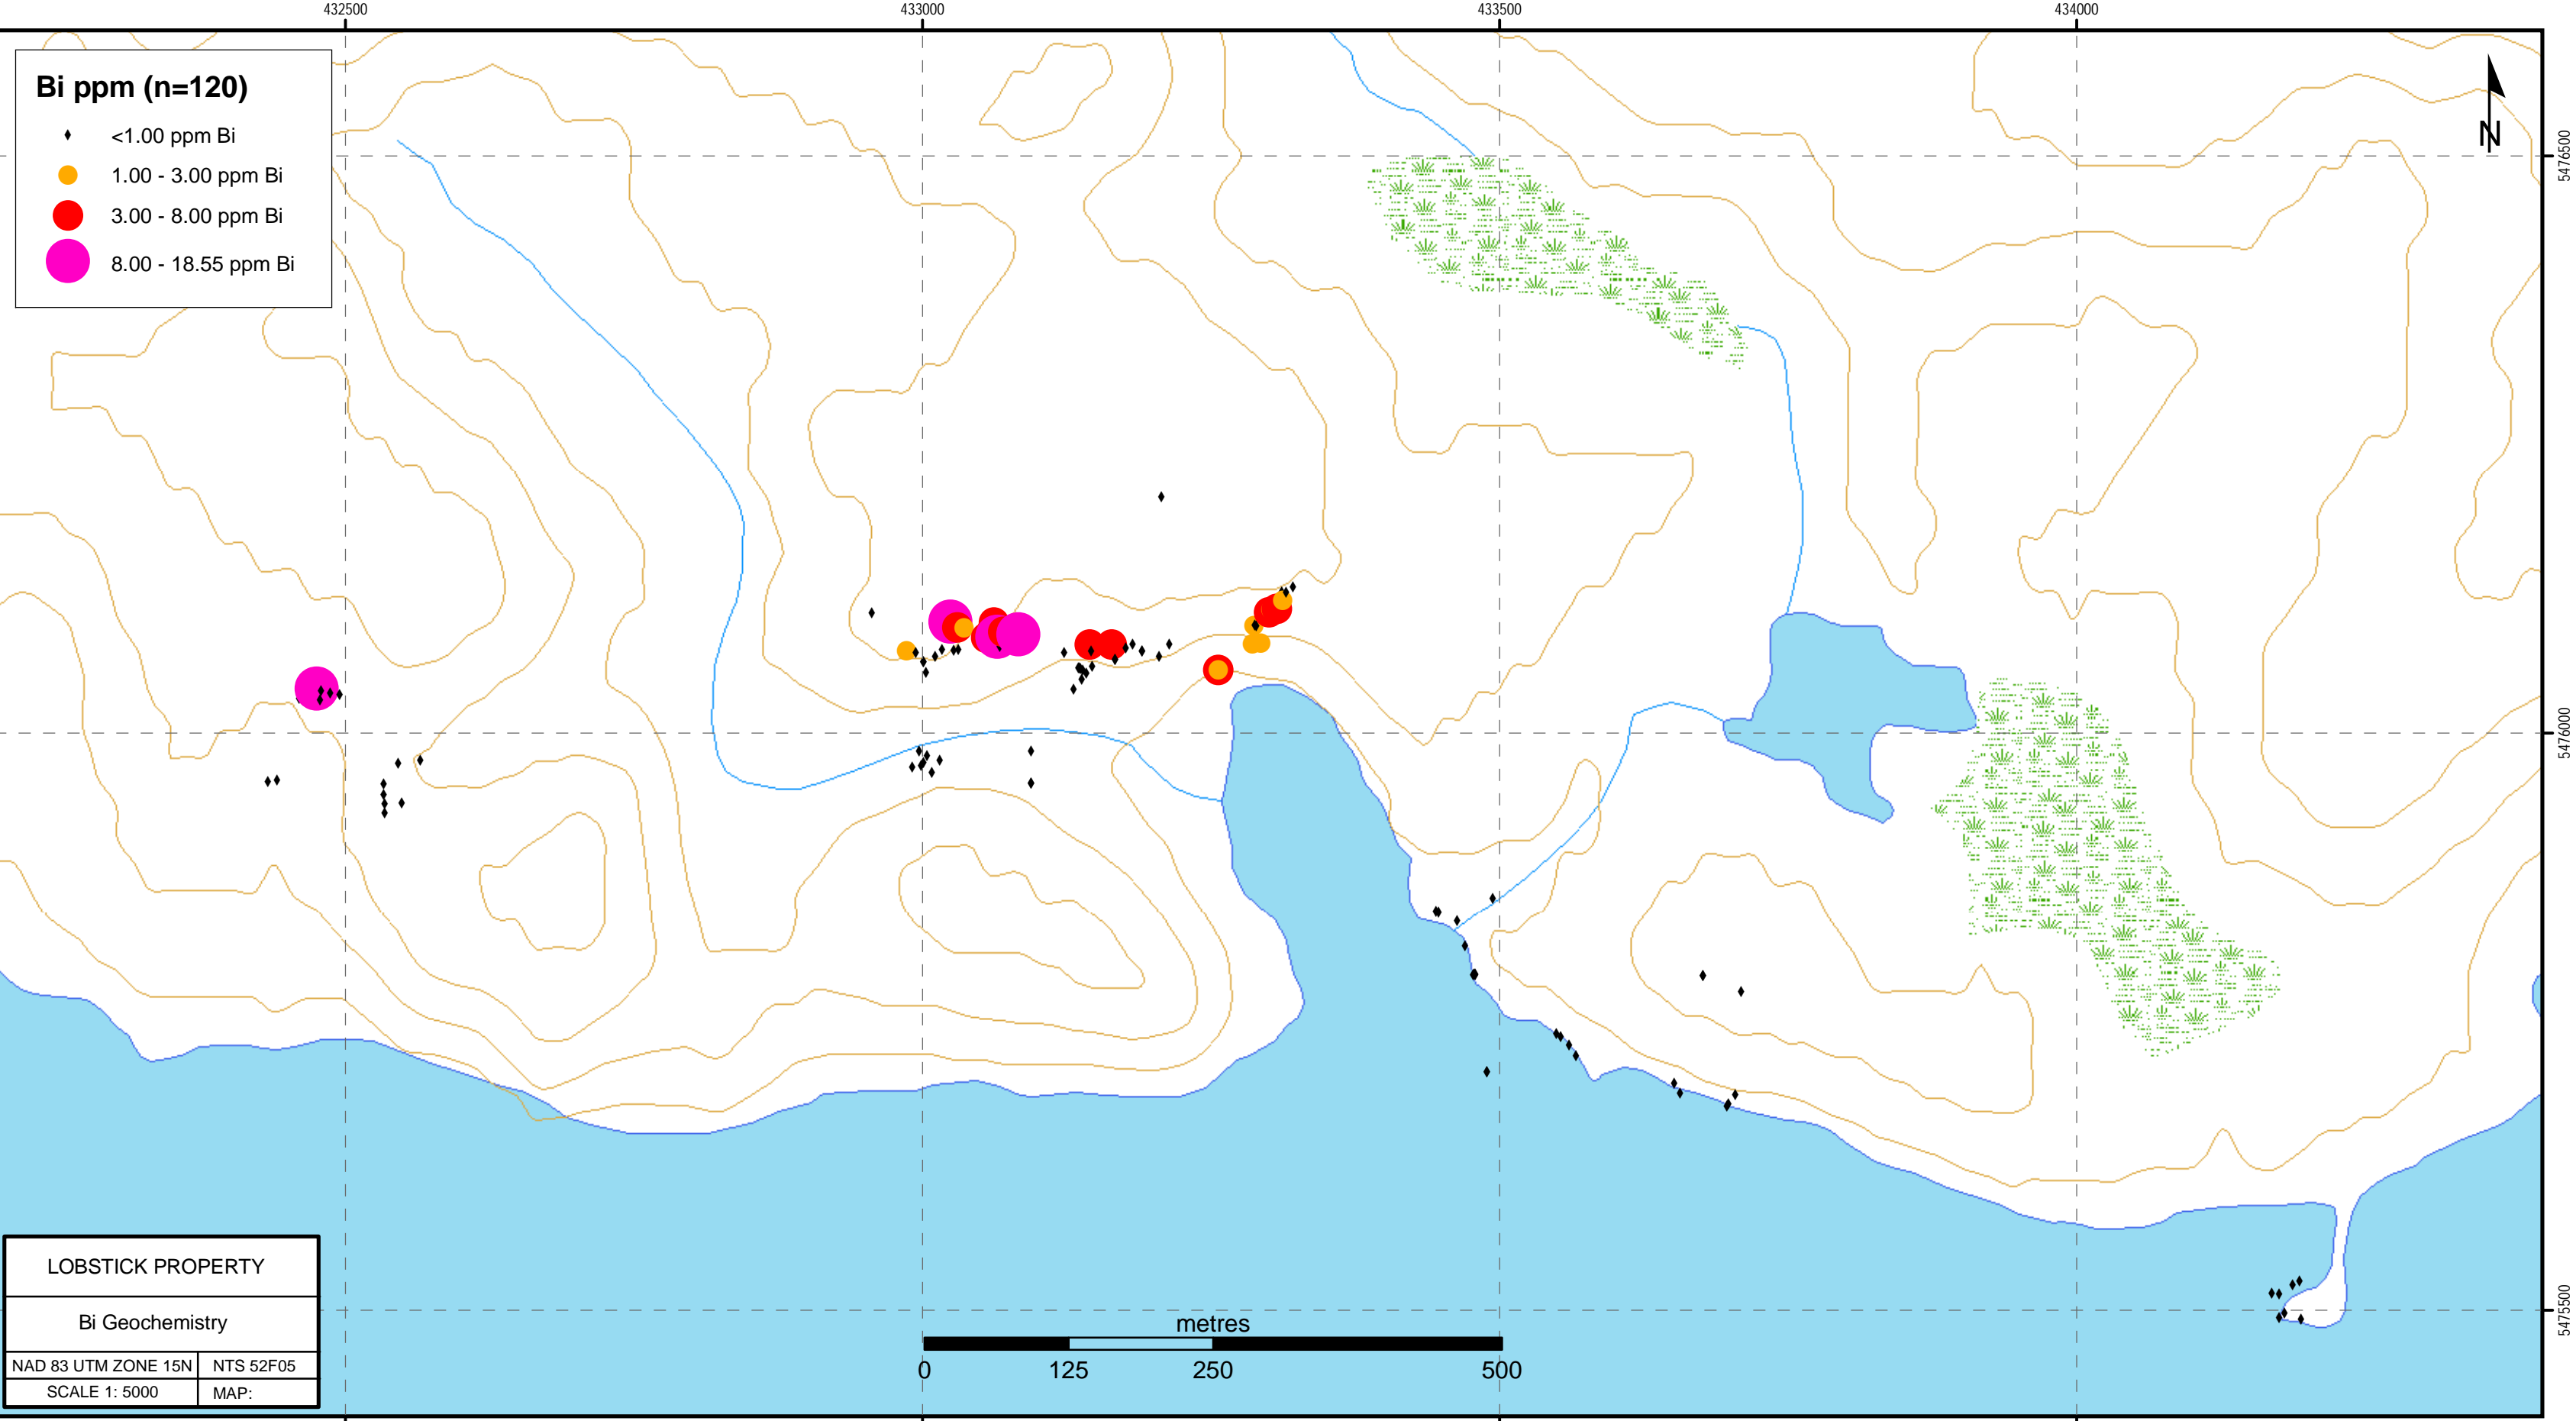 432500 433000 433500 434000
Bi ppm (n=120)
<1.00 ppm Bi
1.00 - 3.00 ppm Bi
3.00 - 8.00 ppm Bi
8.00 - 18.55 ppm Bi
N
5476500
5476000
5475500
metres
0 125 250 500
LOBSTICK PROPERTY
Bi Geochemistry
NAD 83 UTM ZONE 15N NTS 52F05
SCALE 1: 5000 MAP: